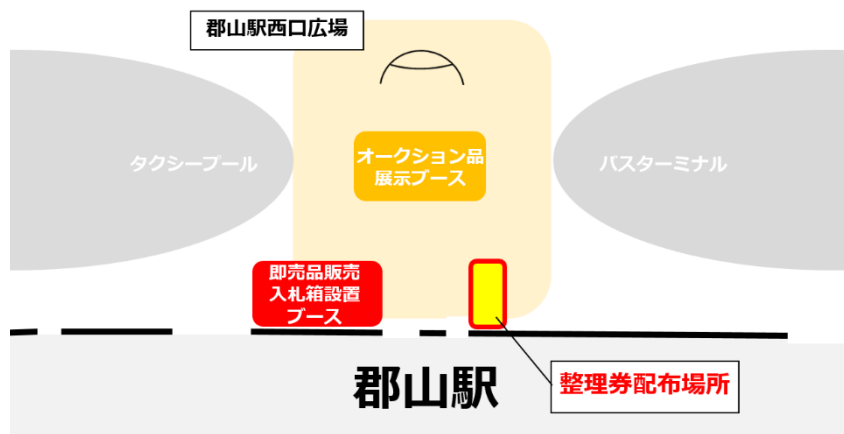 郡山駅西口広場
タクシープール
オークション品
展示ブース
バスターミナル
即売品販売
入札箱設置
ブース
郡山駅
整理券配布場所